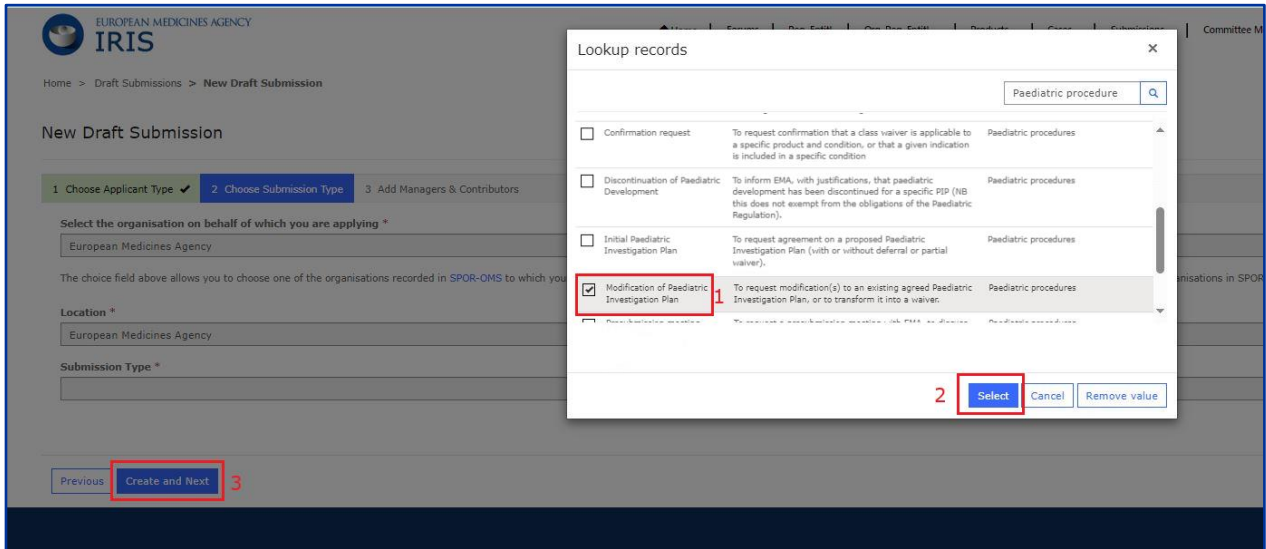 EUROPEAN MEDICINES AGENCY
IRIS
Committee M
Home > Draft Submissions > New Draft Submission
New Draft Submission
1 Choose Applicant Type ✔ 2 Choose Submission Type 3 Add Managers & Contributors
Select the organisation on behalf of which you are applying *
European Medicines Agency
The choice field above allows you to choose one of the organisations recorded in SPOR-OMS to which you
anisations in SPOR
Location *
European Medicines Agency
Submission Type *
Previous Create and Next 3
Lookup records ×
Paediatric procedure
Confirmation request
To request confirmation that a class waiver is applicable to
a specific product and condition, or that a given indication
is included in a specific condition
Paediatric procedures
Discontinuation of Paediatric
Development
To inform EMA, with justifications, that paediatric
development has been discontinued for a specific PIP (NB
this does not exempt from the obligations of the Paediatric
Regulation).
Paediatric procedures
Initial Paediatric
Investigation Plan
To request agreement on a proposed Paediatric
Investigation Plan (with or without deferral or partial
waiver).
Paediatric procedures
Modification of Paediatric
Investigation Plan
1
To request modification(s) to an existing agreed Paediatric
Investigation Plan, or to transform it into a waiver.
Paediatric procedures
2 Select Cancel Remove value